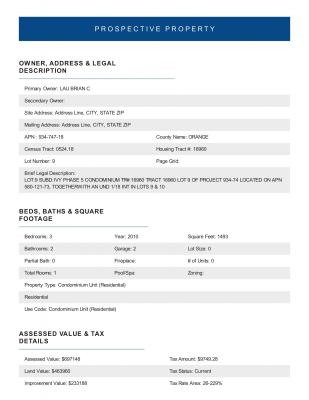 PROSPECTIVE PROPERTY
OWNER, ADDRESS & LEGAL
DESCRIPTION
Primary Owner: LAU BRIAN C
Secondary Owner:
Site Address: Address Line, CITY, STATE ZIP
Mailing Address: Address Line, CITY, STATE ZIP
APN : 934-747-18 County Name: ORANGE
Census Tract: 0524.18 Housing Tract #: 16960
Lot Number: 9 Page Grid:
Brief Legal Description:
LOT:9 SUBD:IVY PHASE 5 CONDOMINIUM TR#:16960 TRACT 16960 LOT 9 OF PROJECT 934-74 LOCATED ON APN
580-121-73, TOGETHERWITH AN UND 1/18 INT IN LOTS 9 & 10
BEDS, BATHS & SQUARE
FOOTAGE
Bedrooms: 3 Year: 2010 Square Feet: 1493
Bathrooms: 2 Garage: 2 Lot Size: 0
Partial Bath: 0 Fireplace: # of Units: 0
Total Rooms: 1 Pool/Spa: Zoning:
Property Type: Condominium Unit (Residential)
Residential
Use Code: Condominium Unit (Residential)
ASSESSED VALUE & TAX
DETAILS
Assessed Value: $697148 Tax Amount: $9749.28
Land Value: $463960 Tax Status: Current
Improvement Value: $233188 Tax Rate Area: 26-229%